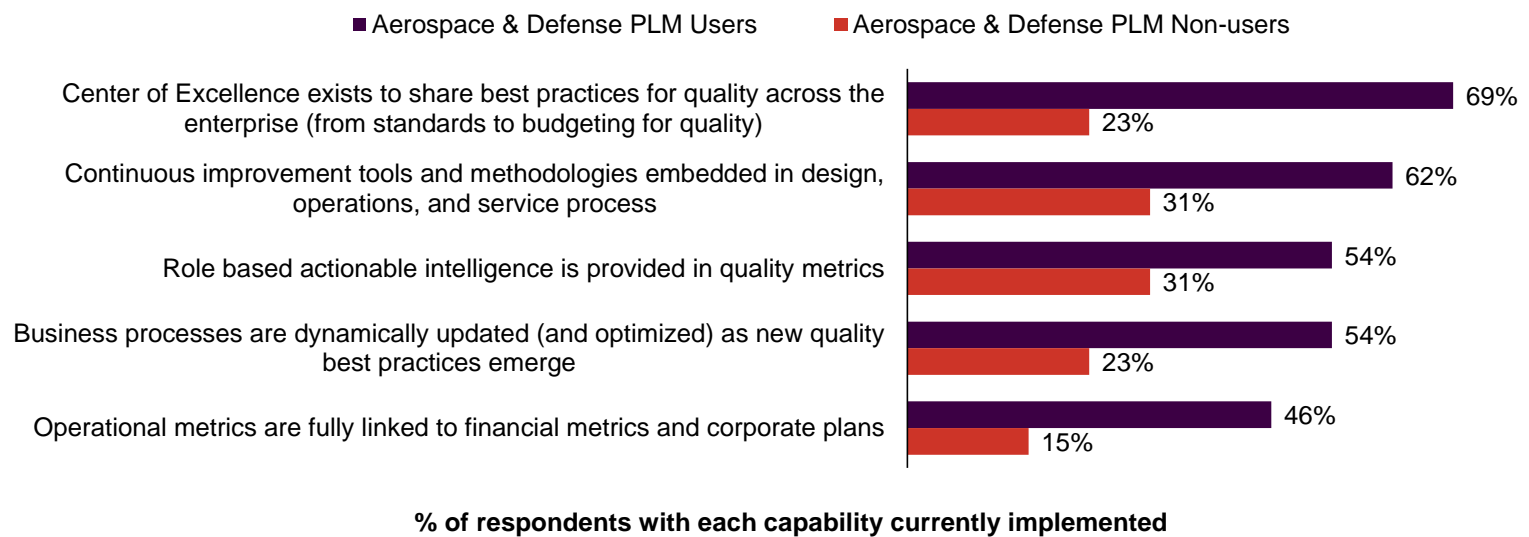 Aerospace & Defense PLM Users Aerospace & Defense PLM Non-users
Center of Excellence exists to share best practices for quality across the
enterprise (from standards to budgeting for quality)
69%
23%
Continuous improvement tools and methodologies embedded in design,
operations, and service process
62%
31%
Role based actionable intelligence is provided in quality metrics
54%
31%
Business processes are dynamically updated (and optimized) as new quality
best practices emerge
54%
23%
Operational metrics are fully linked to financial metrics and corporate plans
46%
15%
% of respondents with each capability currently implemented